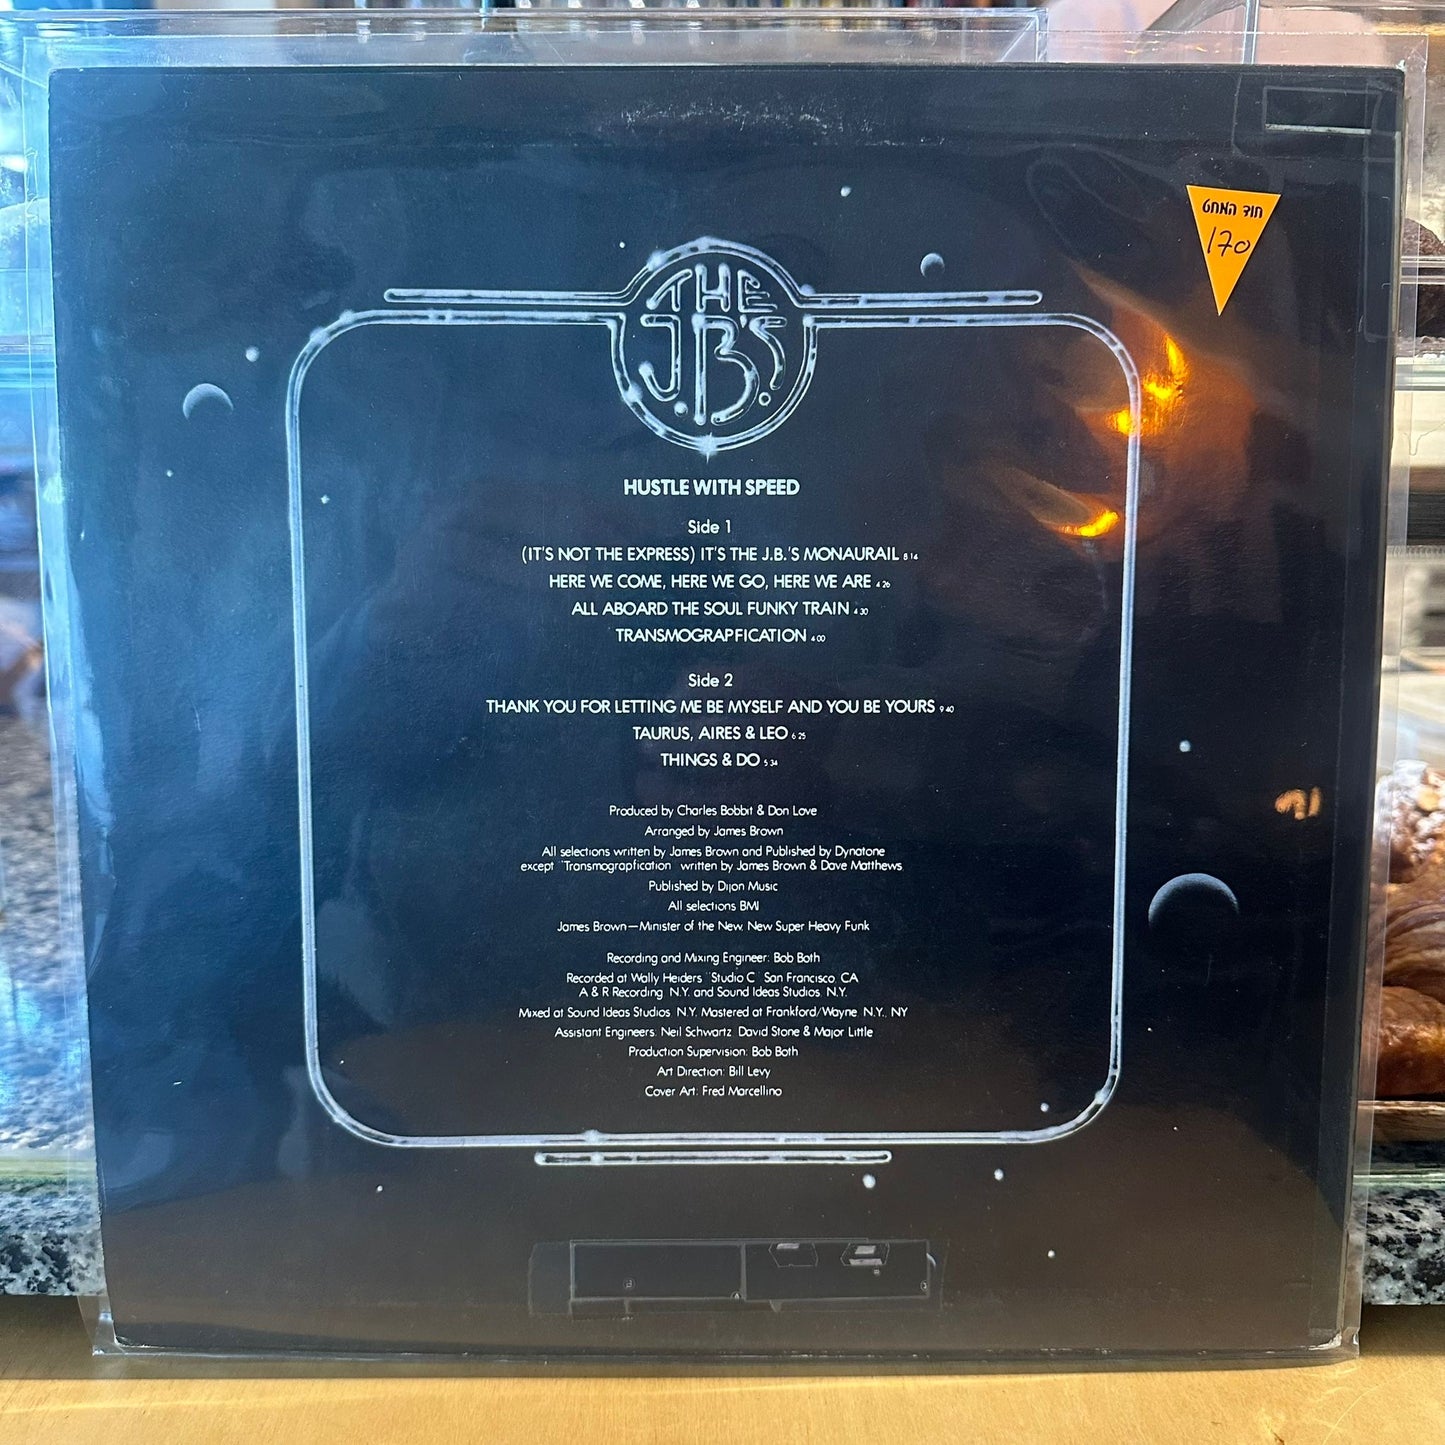 חוד המחט
170
THE
J.B.'S
HUSTLE WITH SPEED
Side 1
(IT'S NOT THE EXPRESS) IT'S THE J.B.'S MONAURAIL 8:14
HERE WE COME, HERE WE GO, HERE WE ARE 4:26
ALL ABOARD THE SOUL FUNKY TRAIN 4:30
TRANSMOGRAPFICATION 4:00
Side 2
THANK YOU FOR LETTING ME BE MYSELF AND YOU BE YOURS 9:40
TAURUS, AIRES & LEO 6:25
THINGS & DO 5:34
Produced by Charles Bobbit & Don Love
Arranged by James Brown
All selections written by James Brown and Published by Dynatone
except "Transmograpfication" written by James Brown & Dave Matthews
Published by Dijon Music
All selections BMI
James Brown—Minister of the New, New Super Heavy Funk
Recording and Mixing Engineer: Bob Both
Recorded at Wally Heiders "Studio C" San Francisco, CA
A & R Recording, N.Y. and Sound Ideas Studios, N.Y.
Mixed at Sound Ideas Studios, N.Y. Mastered at Frankford/Wayne, N.Y., NY
Assistant Engineers: Neil Schwartz, David Stone & Major Little
Production Supervision: Bob Both
Art Direction: Bill Levy
Cover Art: Fred Marcellino